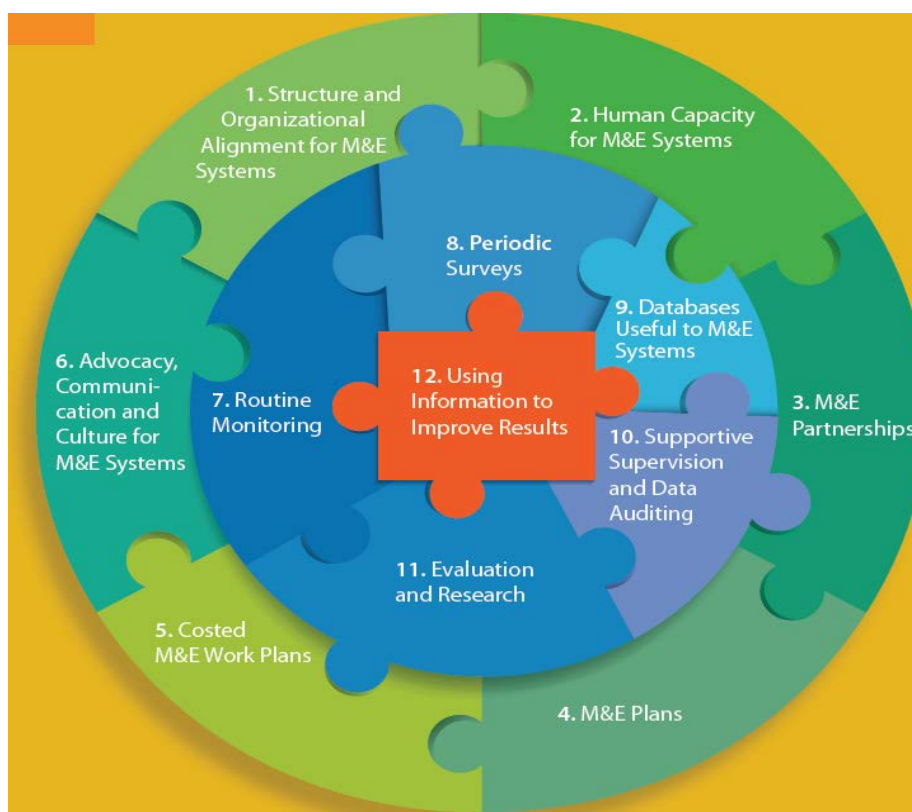 1. Structure and
Organizational
Alignment for M&E
Systems
2. Human Capacity
for M&E Systems
3. M&E
Partnerships
4. M&E Plans
5. Costed
M&E Work Plans
6. Advocacy,
Communi-
cation and
Culture for
M&E Systems
7. Routine
Monitoring
8. Periodic
Surveys
9. Databases
Useful to M&E
Systems
10. Supportive
Supervision
and Data
Auditing
11. Evaluation
and Research
12. Using
Information to
Improve Results